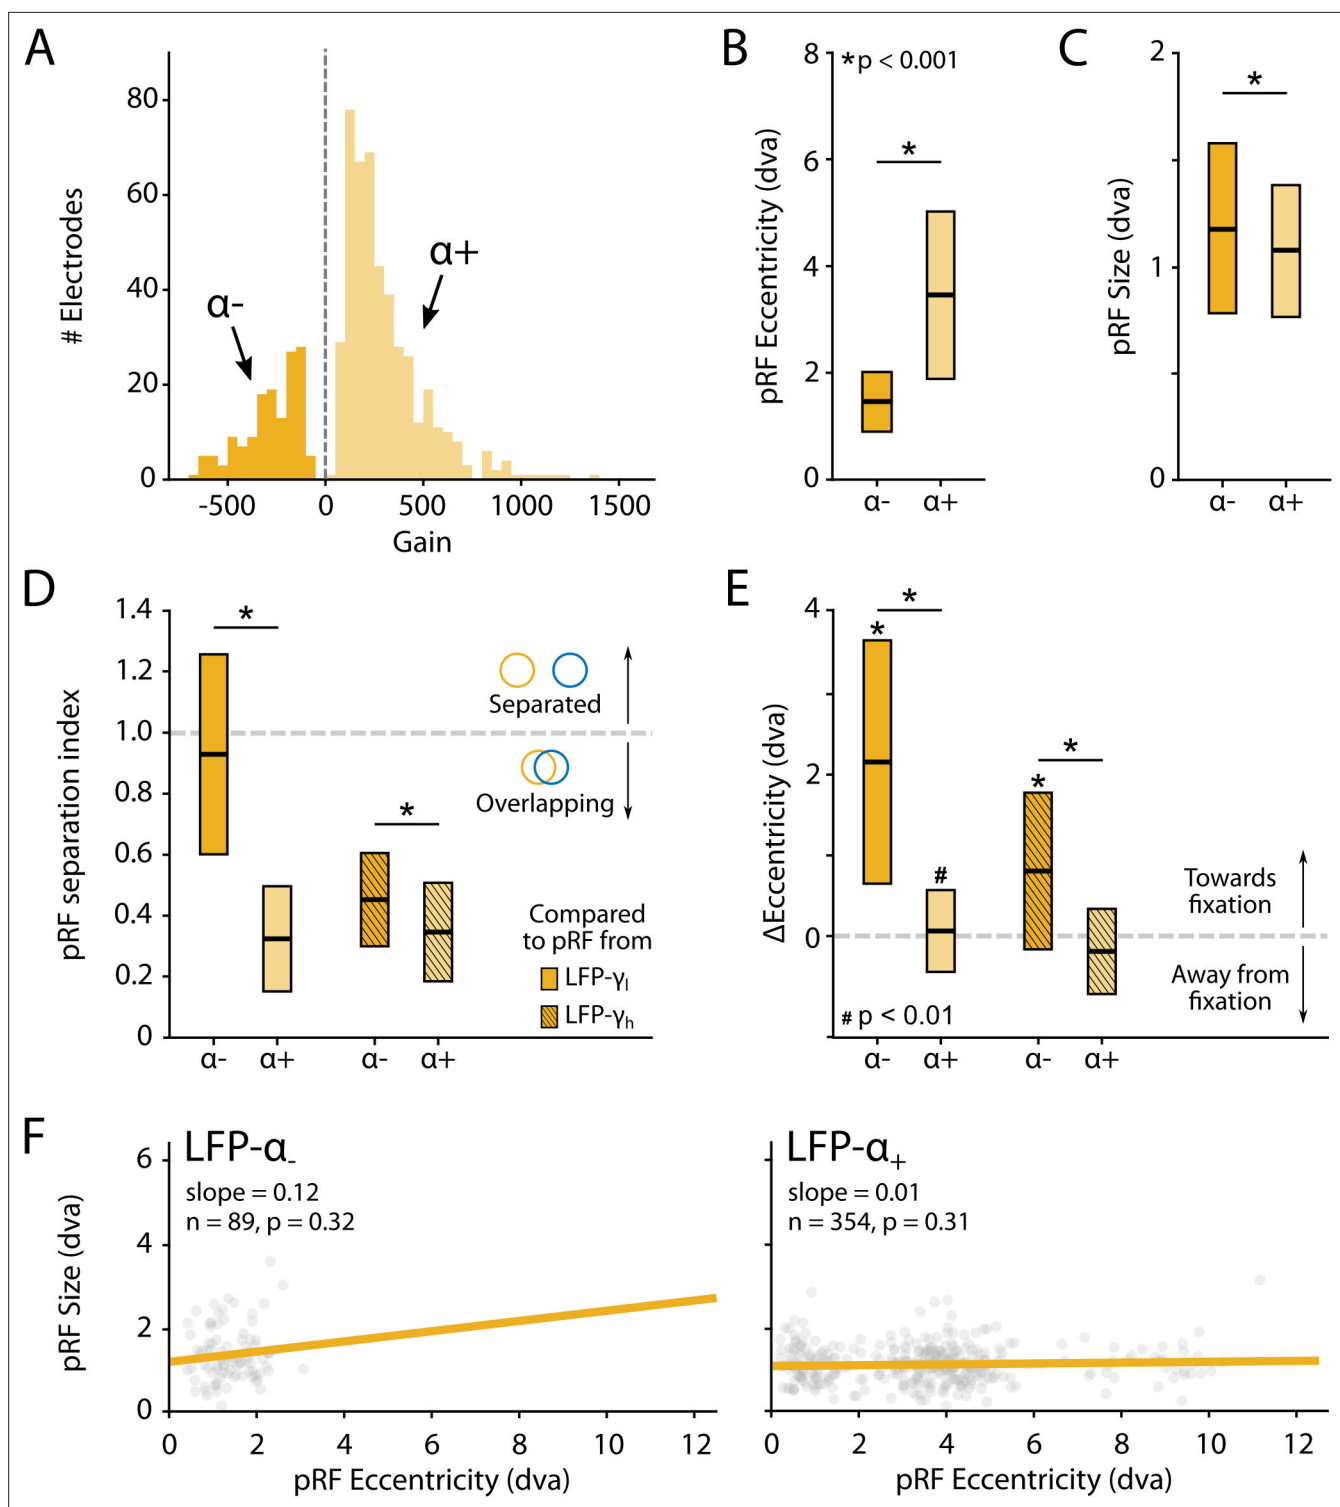 A
# Electrodes
80
60
40
20
0
α-
α+
-500 0 500 1000 1500
Gain
B
pRF Eccentricity (dva)
8
6
4
2
0
*p < 0.001
*
α- α+
C
pRF Size (dva)
2
1
0
*
α- α+
D
pRF separation index
1.4
1.2
1.0
0.8
0.6
0.4
0.2
0
*
*
Separated
Overlapping
Compared
to pRF from
LFP-γl
LFP-γh
α- α+ α- α+
E
ΔEccentricity (dva)
4
2
0
*
*
*
*
#
Towards
fixation
Away from
fixation
# p < 0.01
α- α+ α- α+
F
pRF Size (dva)
6
4
2
0
LFP-α-
slope = 0.12
n = 89, p = 0.32
0 2 4 6 8 10 12
pRF Eccentricity (dva)
LFP-α+
slope = 0.01
n = 354, p = 0.31
0 2 4 6 8 10 12
pRF Eccentricity (dva)